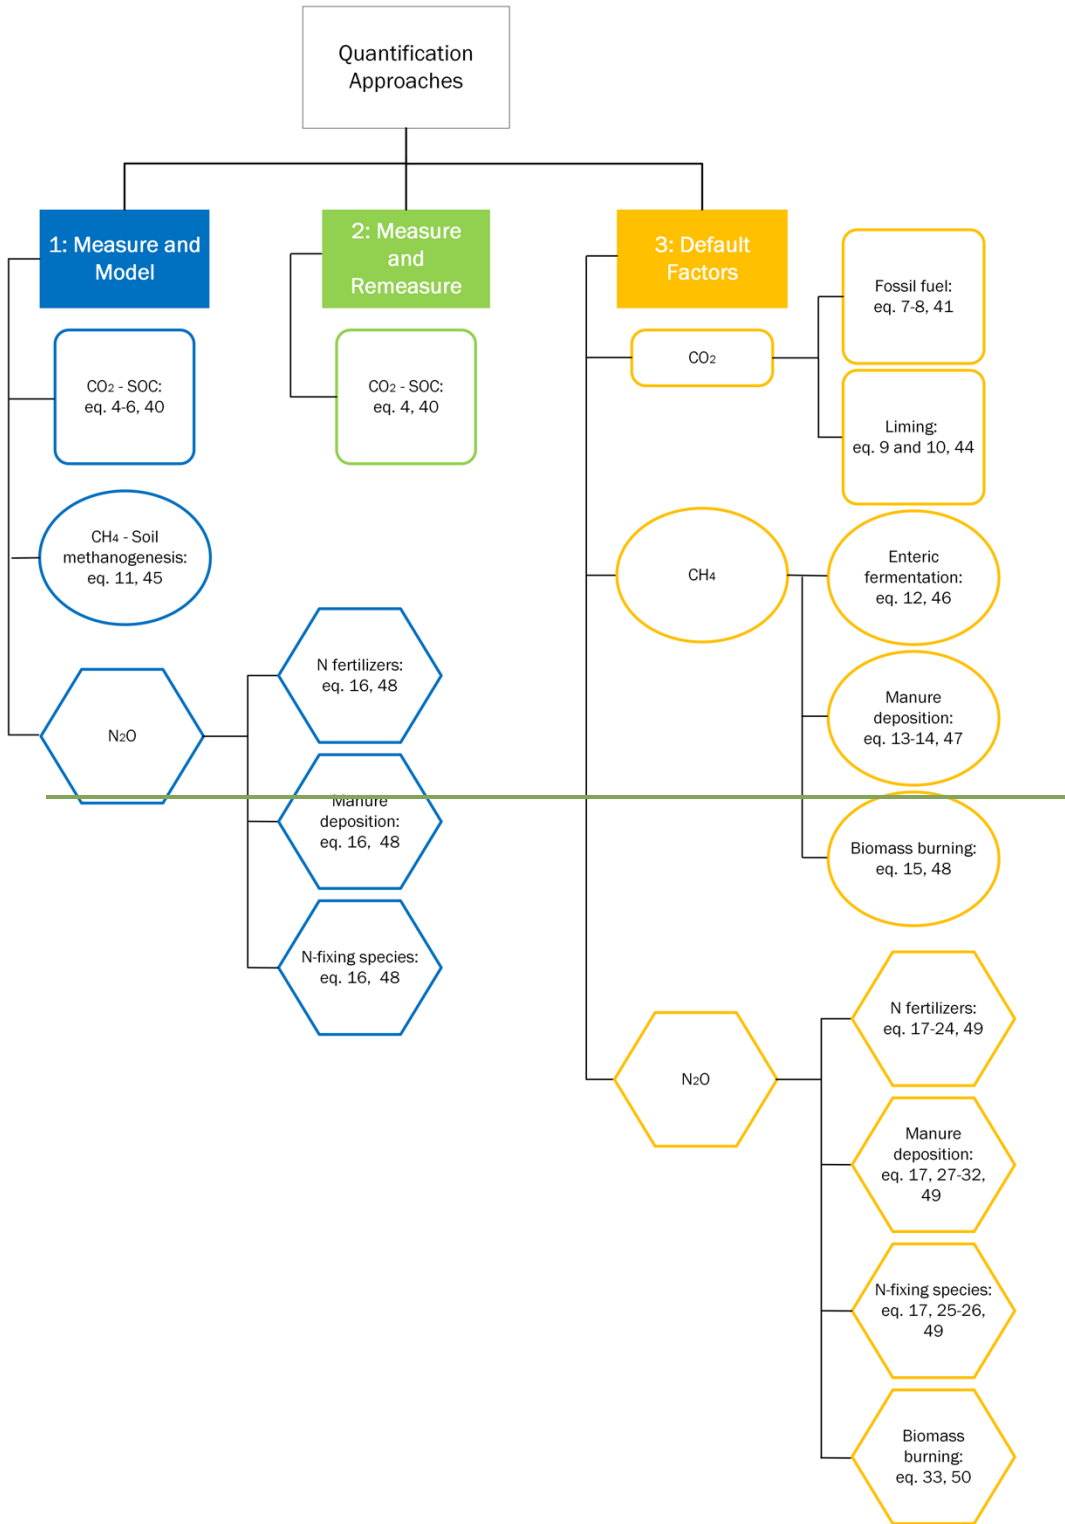 Quantification
Approaches
1: Measure and
Model
CO₂ - SOC:
eq. 4-6, 40
CH₄ - Soil
methanogenesis:
eq. 11, 45
N₂O
N fertilizers:
eq. 16, 48
Manure
deposition:
eq. 16, 48
N-fixing species:
eq. 16, 48
2: Measure
and
Remeasure
CO₂ - SOC:
eq. 4, 40
3: Default
Factors
CO₂
Fossil fuel:
eq. 7-8, 41
Liming:
eq. 9 and 10, 44
CH₄
Enteric
fermentation:
eq. 12, 46
Manure
deposition:
eq. 13-14, 47
Biomass burning:
eq. 15, 48
N₂O
N fertilizers:
eq. 17-24, 49
Manure
deposition:
eq. 17, 27-32,
49
N-fixing species:
eq. 17, 25-26,
49
Biomass
burning:
eq. 33, 50